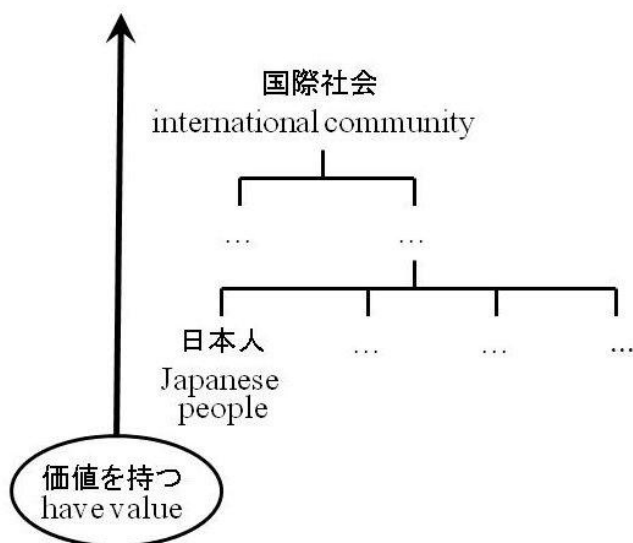 国際社会
international community
... ...
日本人 ... ... ...
Japanese
people
価値を持つ
have value